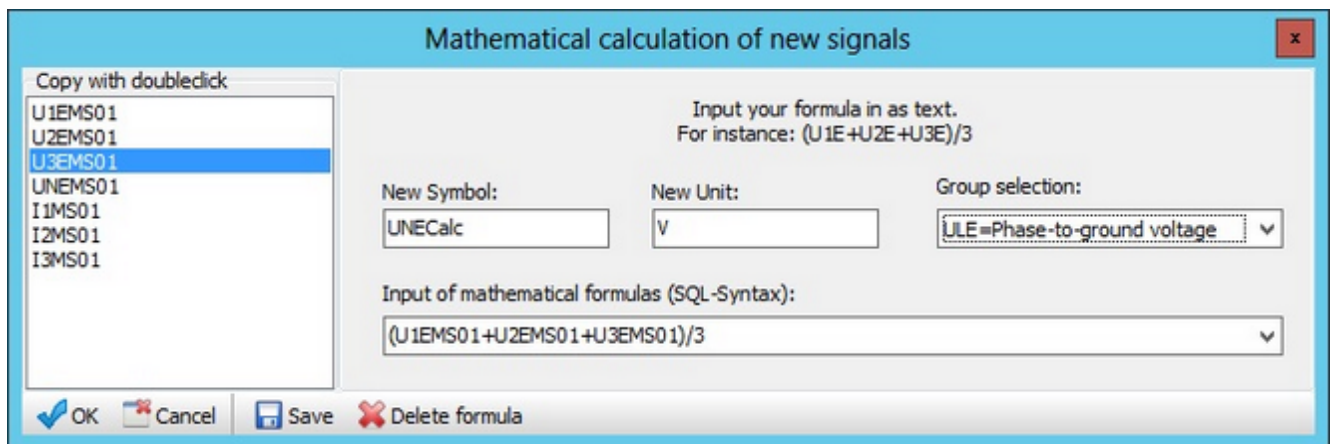 Mathematical calculation of new signals
x
Copy with doubleclick
U1EMS01
U2EMS01
U3EMS01
UNEMS01
I1MS01
I2MS01
I3MS01
Input your formula in as text.
For instance: (U1E+U2E+U3E)/3
New Symbol:
New Unit:
Group selection:
UNECalc
V
ULE=Phase-to-ground voltage
Input of mathematical formulas (SQL-Syntax):
(U1EMS01+U2EMS01+U3EMS01)/3
OK Cancel Save Delete formula